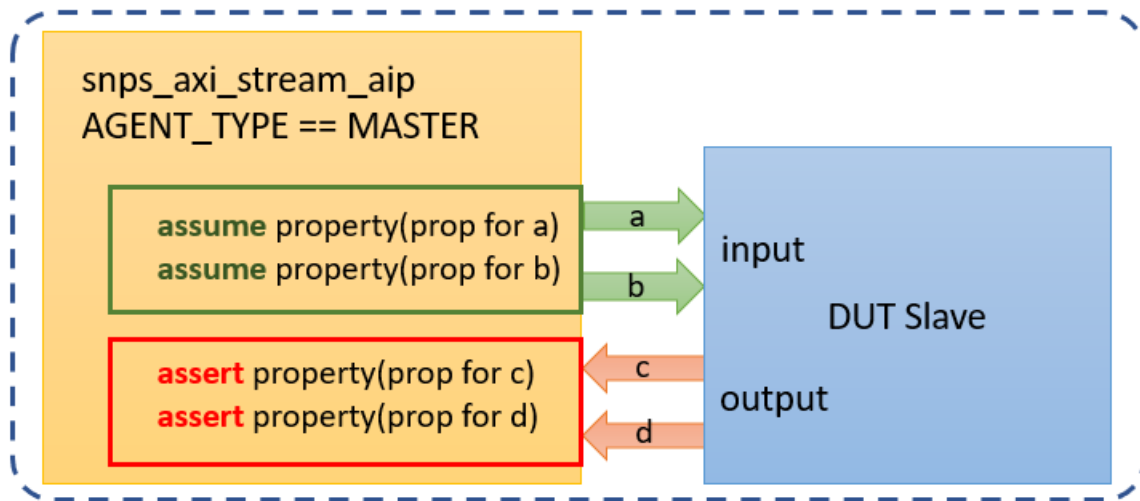 snps_axi_stream_aip
AGENT_TYPE == MASTER
assume property(prop for a)
assume property(prop for b)
assert property(prop for c)
assert property(prop for d)
a
b
c
d
input
DUT Slave
output